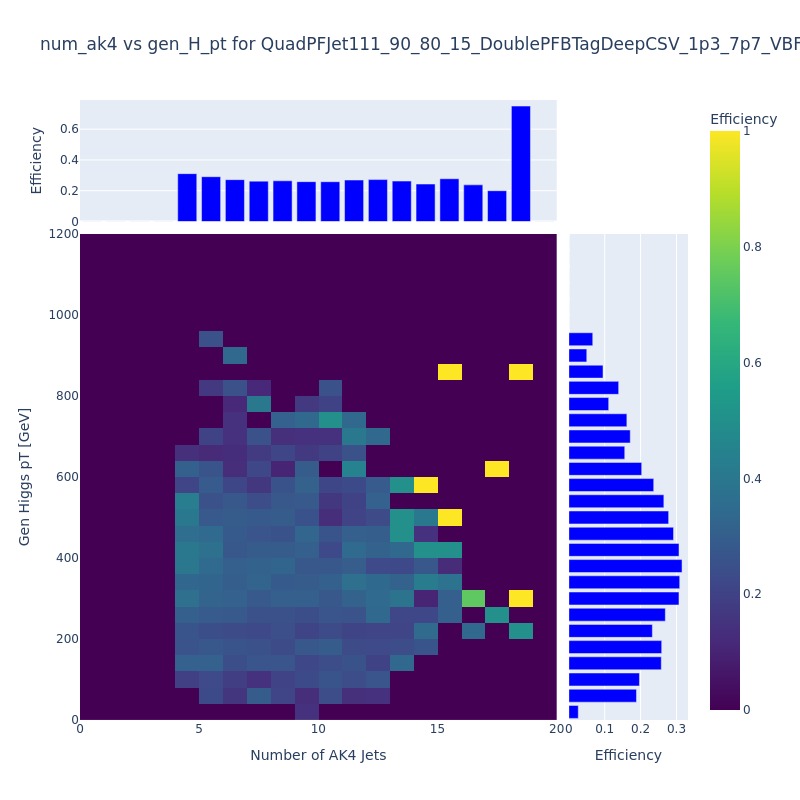 num_ak4 vs gen_H_pt for QuadPFJet111_90_80_15_DoublePFBTagDeepCSV_1p3_7p7_VBF
Efficiency
0.6
0.4
0.2
0
Efficiency
1
0.8
0.6
0.4
0.2
0
Gen Higgs pT [GeV]
1200
1000
800
600
400
200
0
0 5 10 15 20
0 0.1 0.2 0.3
Number of AK4 Jets
Efficiency